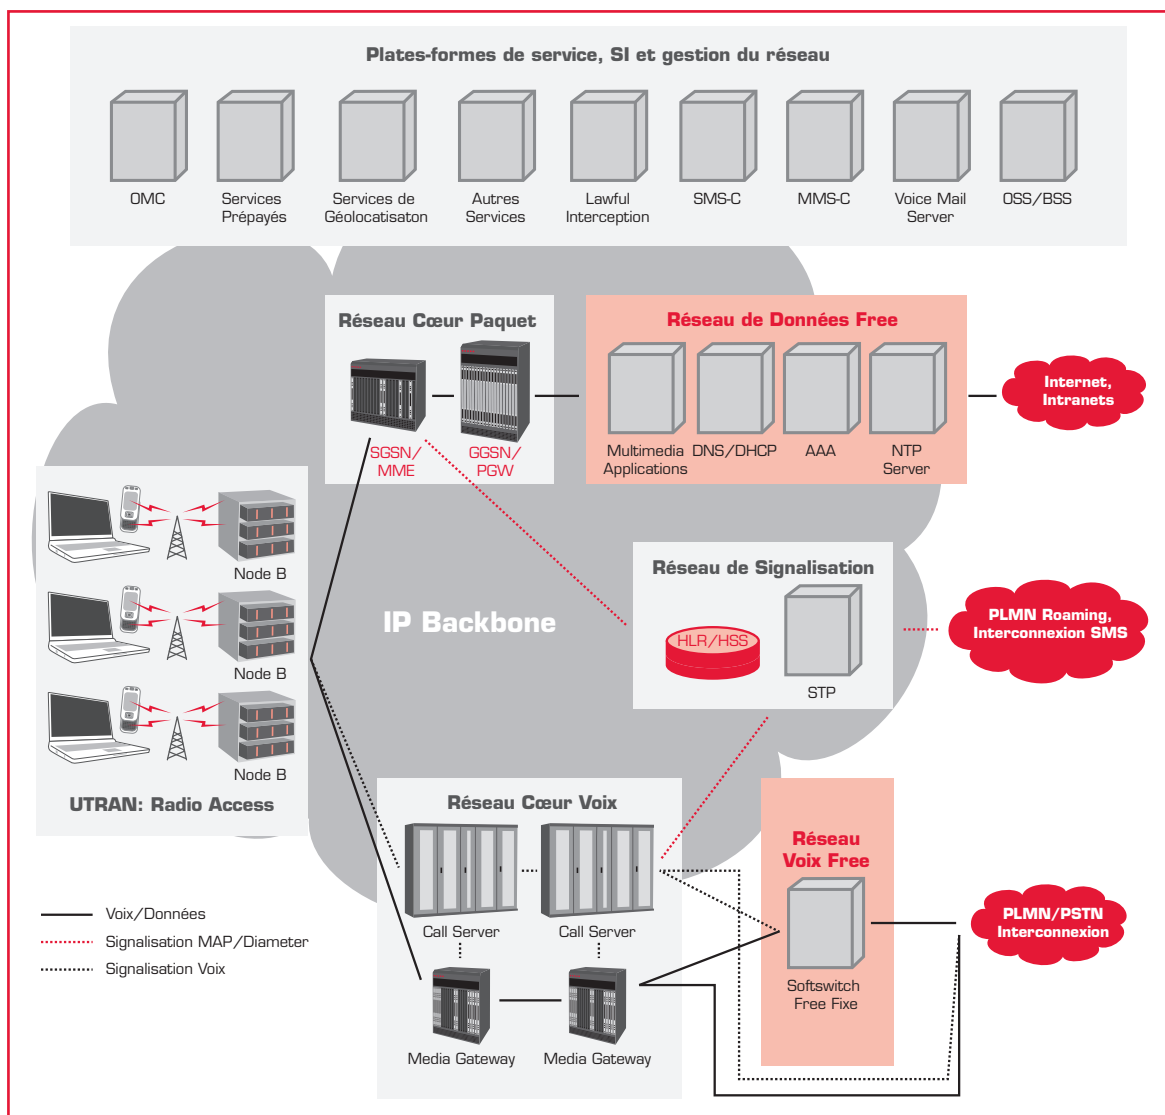 Plates-formes de service, SI et gestion du réseau
OMC
Services
Prépayés
Services de
Géolocatisaton
Autres
Services
Lawful
Interception
SMS-C
MMS-C
Voice Mail
Server
OSS/BSS
Réseau Cœur Paquet
SGSN/
MME
GGSN/
PGW
Réseau de Données Free
Multimedia
Applications
DNS/DHCP
AAA
NTP
Server
Internet,
Intranets
Node B
Node B
Node B
UTRAN: Radio Access
IP Backbone
Réseau de Signalisation
HLR/HSS
STP
PLMN Roaming,
Interconnexion SMS
Réseau Cœur Voix
Call Server
Call Server
Media Gateway
Media Gateway
Réseau
Voix Free
Softswitch
Free Fixe
PLMN/PSTN
Interconnexion
Voix/Données
Signalisation MAP/Diameter
Signalisation Voix